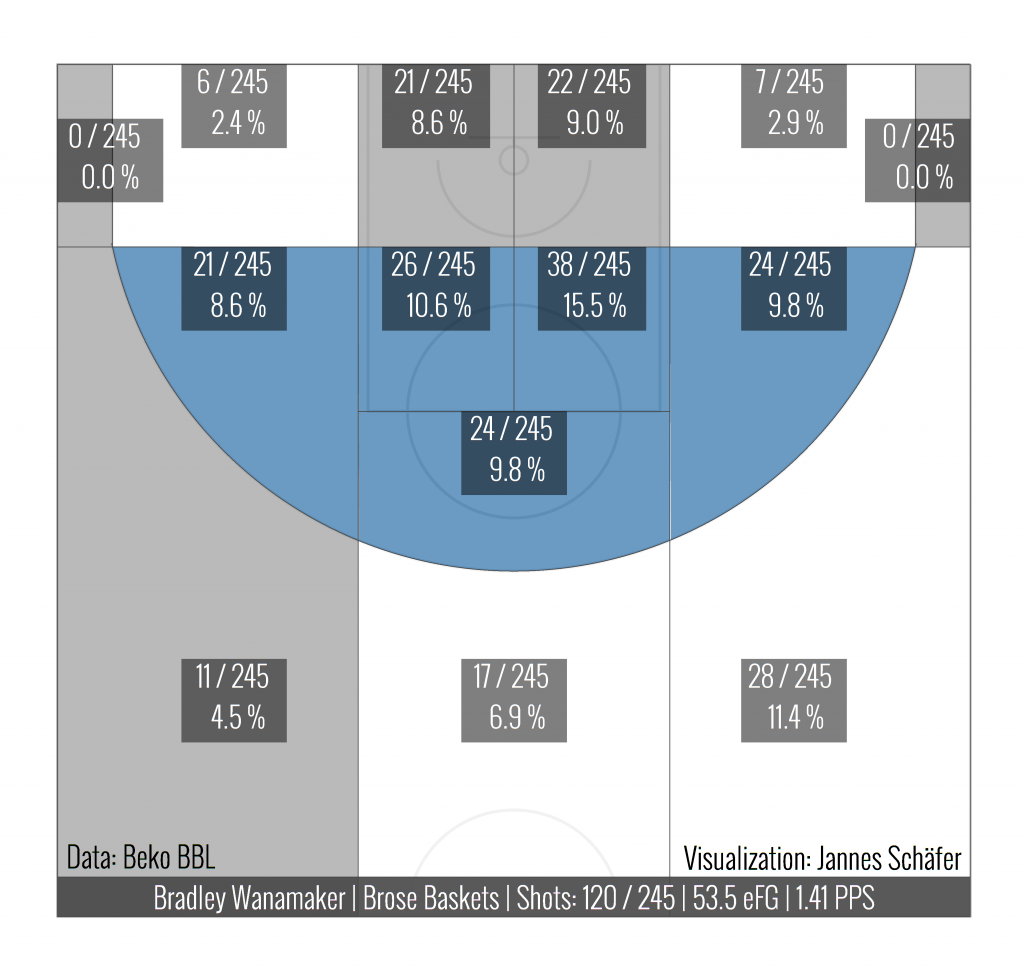 6 / 245
2.4 %
21 / 245
8.6 %
22 / 245
9.0 %
7 / 245
2.9 %
0 / 245
0.0 %
0 / 245
0.0 %
21 / 245
8.6 %
26 / 245
10.6 %
38 / 245
15.5 %
24 / 245
9.8 %
24 / 245
9.8 %
11 / 245
4.5 %
17 / 245
6.9 %
28 / 245
11.4 %
Data: Beko BBL
Visualization: Jannes Schäfer
Bradley Wanamaker | Brose Baskets | Shots: 120 / 245 | 53.5 eFG | 1.41 PPS